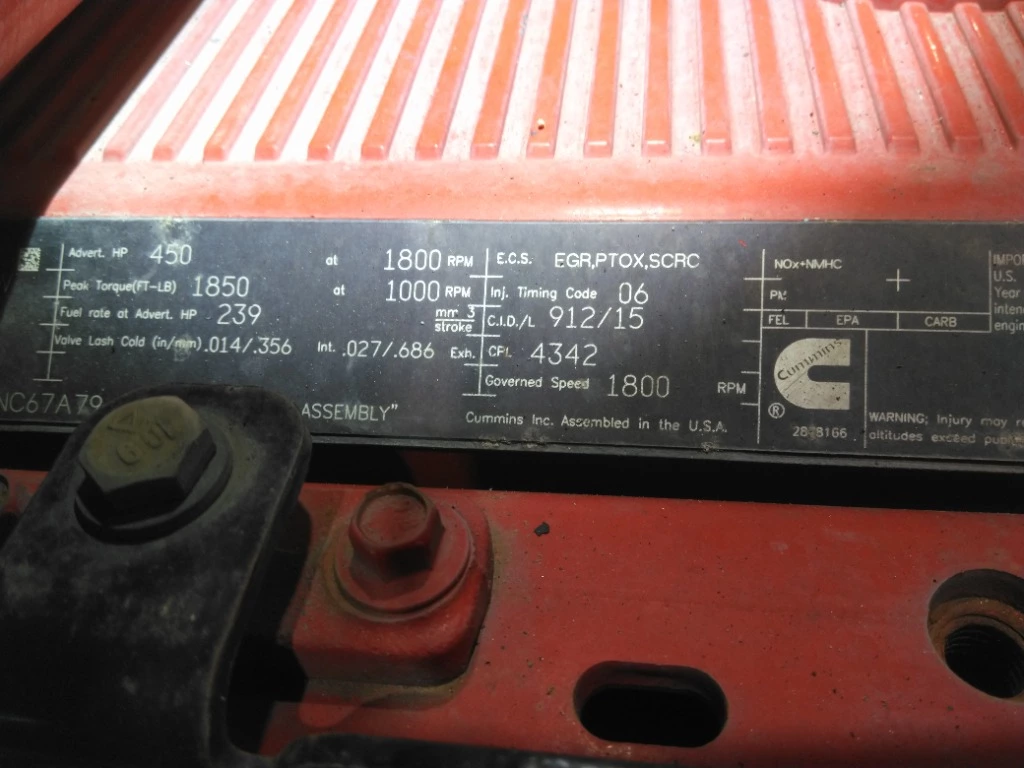 Advert. HP 450 at 1800 RPM
Peak Torque(FT-LB) 1850 at 1000 RPM
Fuel rate at Advert. HP 239 mm 3 stroke
Valve Lash Cold (in/mm) .014/.356 Int. .027/.686 Exh.
NC67A79
ASSEMBLY"
E.C.S. EGR,PTOX,SCRC
Inj. Timing Code 06
C.I.D./L 912/15
CPL 4342
Governed Speed 1800 RPM
Cummins Inc. Assembled in the U.S.A.
NOx+NMHC
PM
FEL EPA CARB
Cummins
®
U.S.
Year
WARNING: Injury may
altitudes exceed